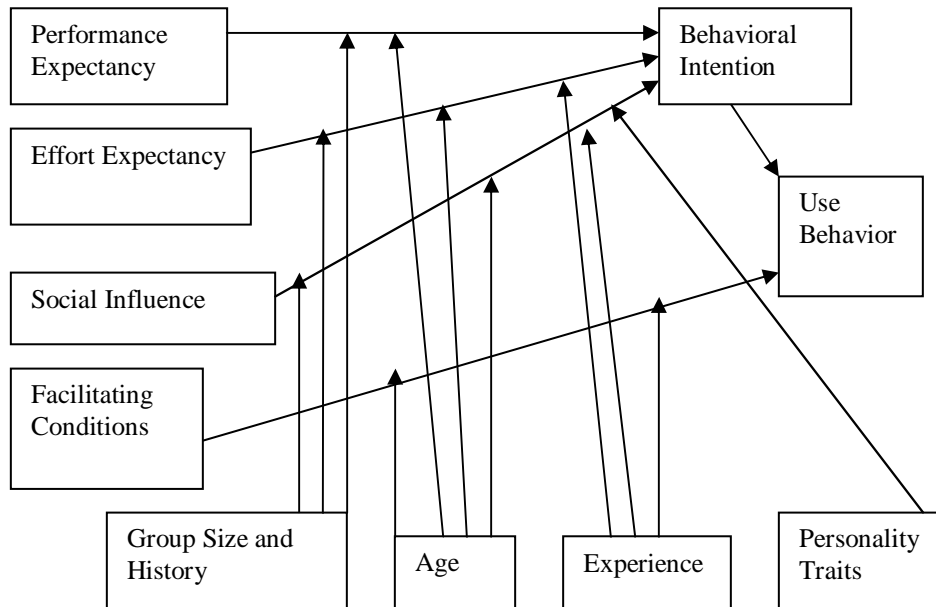 Performance
Expectancy
Behavioral
Intention
Effort Expectancy
Use
Behavior
Social Influence
Facilitating
Conditions
Group Size and
History
Age
Experience
Personality
Traits